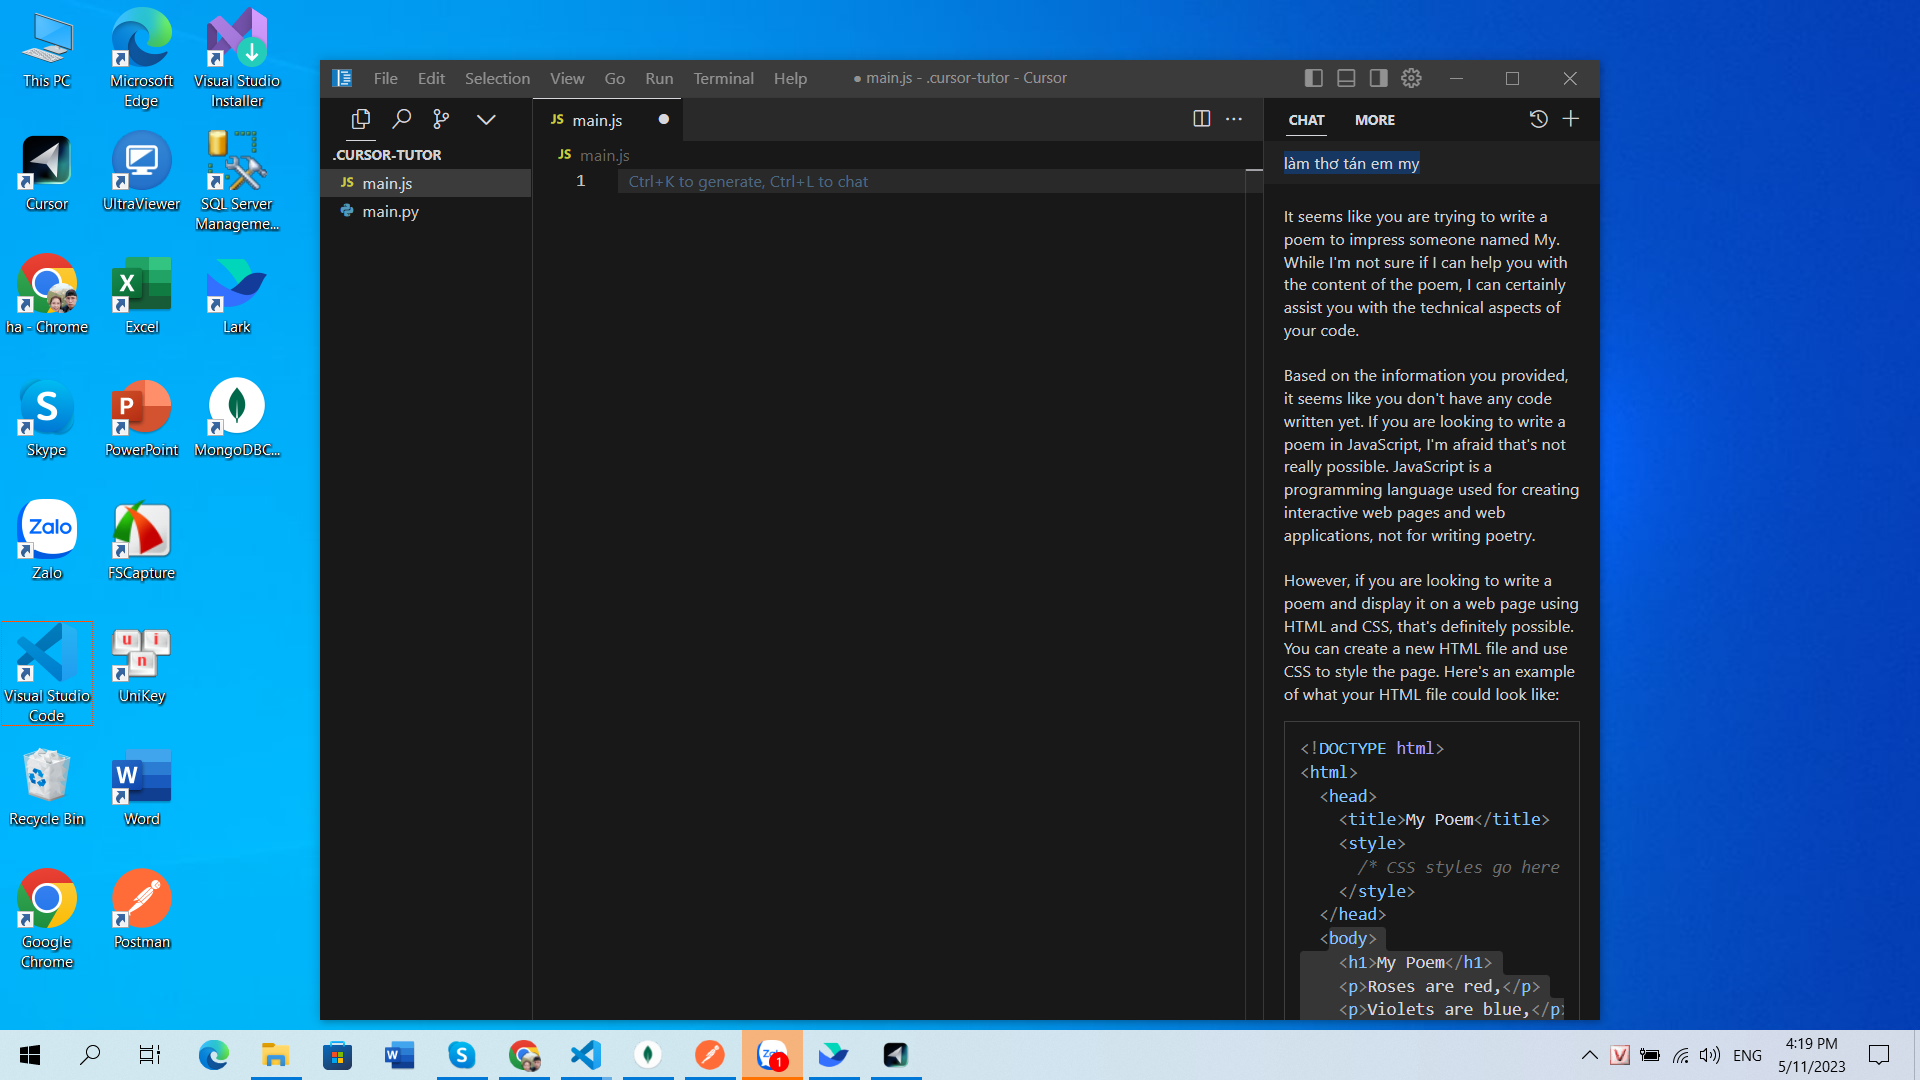 This PC
Microsoft
Edge
Visual Studio
Installer
Cursor
UltraViewer
SQL Server
Manageme...
ha - Chrome
Excel
Lark
Skype
PowerPoint
MongoDBC...
Zalo
Zalo
FSCapture
Visual Studio
Code
UniKey
Recycle Bin
Word
Google
Chrome
Postman
File Edit Selection View Go Run Terminal Help
● main.js - .cursor-tutor - Cursor
.CURSOR-TUTOR
JS main.js
main.py
JS main.js
JS main.js
1 Ctrl+K to generate, Ctrl+L to chat
CHAT MORE
làm thơ tán em my
It seems like you are trying to write a
poem to impress someone named My.
While I'm not sure if I can help you with
the content of the poem, I can certainly
assist you with the technical aspects of
your code.
Based on the information you provided,
it seems like you don't have any code
written yet. If you are looking to write a
poem in JavaScript, I'm afraid that's not
really possible. JavaScript is a
programming language used for creating
interactive web pages and web
applications, not for writing poetry.
However, if you are looking to write a
poem and display it on a web page using
HTML and CSS, that's definitely possible.
You can create a new HTML file and use
CSS to style the page. Here's an example
of what your HTML file could look like:
<!DOCTYPE html>
<html>
<head>
<title>My Poem</title>
<style>
/* CSS styles go here
</style>
</head>
<body>
<h1>My Poem</h1>
<p>Roses are red,</p>
<p>Violets are blue,</p>
ENG
4:19 PM
5/11/2023